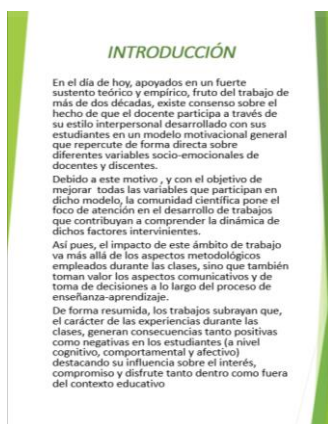 INTRODUCCIÓN
En el día de hoy, apoyados en un fuerte
sustento teórico y empírico, fruto del trabajo de
más de dos décadas, existe consenso sobre el
hecho de que el docente participa a través de
su estilo interpersonal desarrollado con sus
estudiantes en un modelo motivacional general
que repercute de forma directa sobre
diferentes variables socio-emocionales de
docentes y discentes.
Debido a este motivo , y con el objetivo de
mejorar todas las variables que participan en
dicho modelo, la comunidad científica pone el
foco de atención en el desarrollo de trabajos
que contribuyan a comprender la dinámica de
dichos factores intervinientes.
Así pues, el impacto de este ámbito de trabajo
va más allá de los aspectos metodológicos
empleados durante las clases, sino que también
toman valor los aspectos comunicativos y de
toma de decisiones a lo largo del proceso de
enseñanza-aprendizaje.
De forma resumida, los trabajos subrayan que,
el carácter de las experiencias durante las
clases, generan consecuencias tanto positivas
como negativas en los estudiantes (a nivel
cognitivo, comportamental y afectivo)
destacando su influencia sobre el interés,
compromiso y disfrute tanto dentro como fuera
del contexto educativo